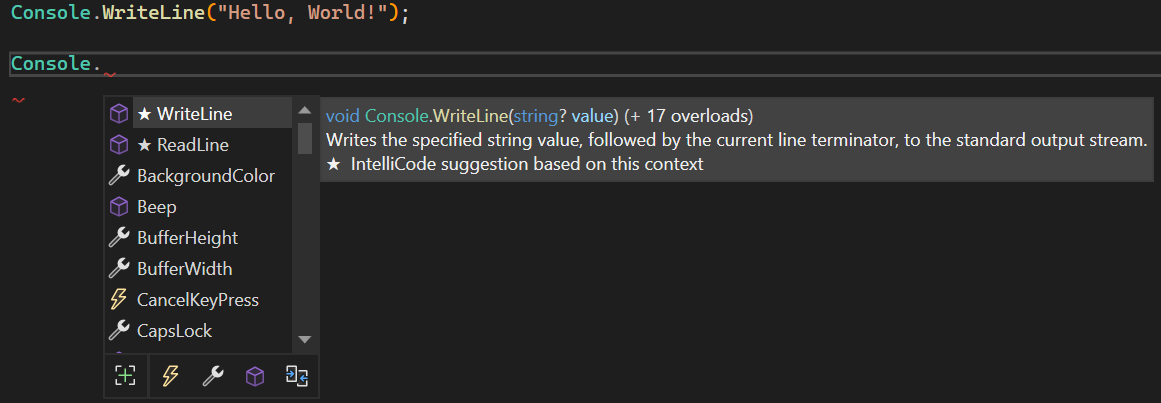 Console.WriteLine("Hello, World!");
Console.
★ WriteLine
★ ReadLine
BackgroundColor
Beep
BufferHeight
BufferWidth
CancelKeyPress
CapsLock
void Console.WriteLine(string? value) (+ 17 overloads)
Writes the specified string value, followed by the current line terminator, to the standard output stream.
★ IntelliCode suggestion based on this context